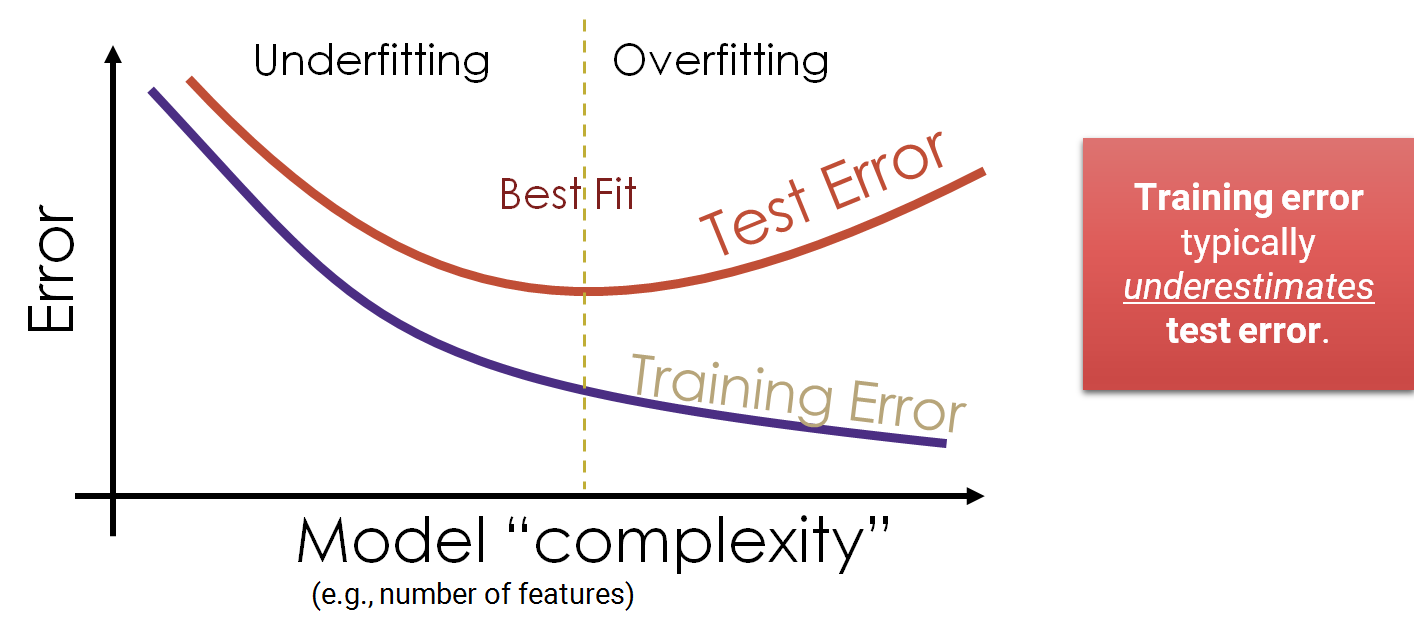 Underfitting
Overfitting
Best Fit
Test Error
Training Error
Error
Model “complexity”
(e.g., number of features)
Training error
typically
underestimates
test error.